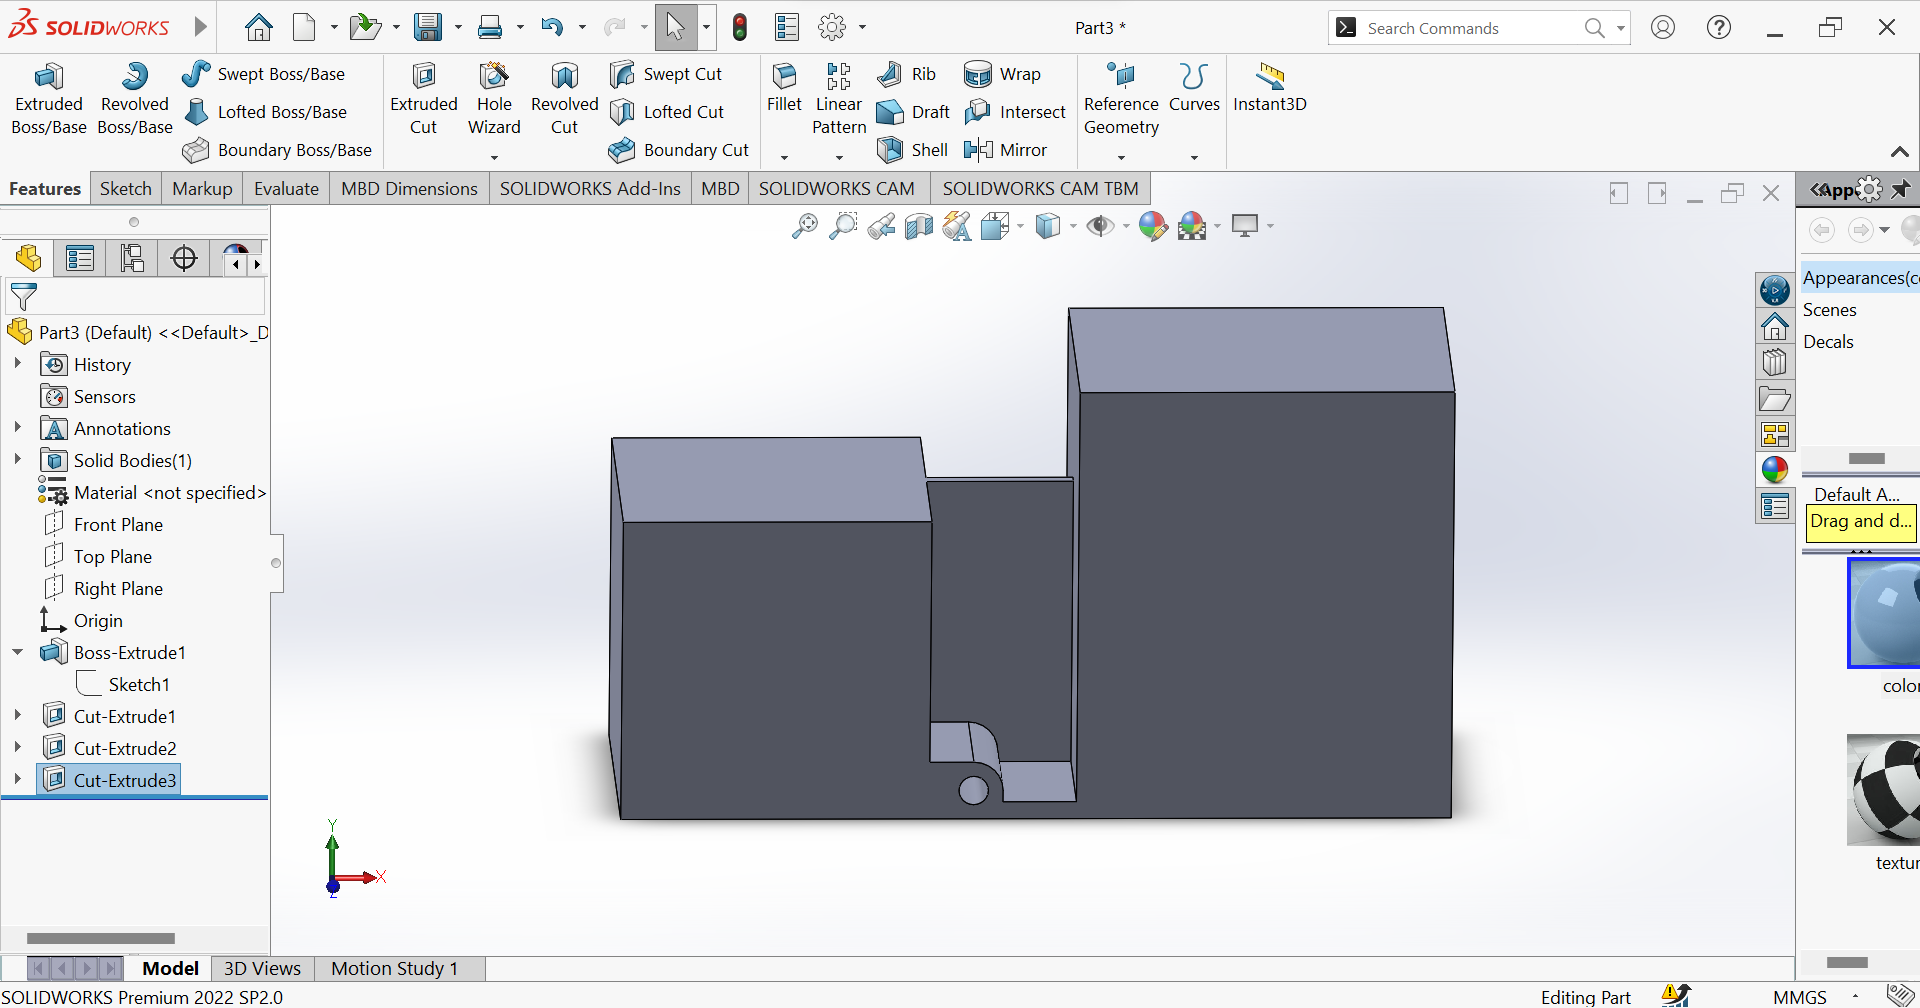 SOLIDWORKS
Part3 *
Search Commands
Extruded Boss/Base
Revolved Boss/Base
Swept Boss/Base
Lofted Boss/Base
Boundary Boss/Base
Extruded Cut
Hole Wizard
Revolved Cut
Swept Cut
Lofted Cut
Boundary Cut
Fillet
Linear Pattern
Rib
Draft
Shell
Wrap
Intersect
Mirror
Reference Geometry
Curves
Instant3D
Features
Sketch
Markup
Evaluate
MBD Dimensions
SOLIDWORKS Add-Ins
MBD
SOLIDWORKS CAM
SOLIDWORKS CAM TBM
App
Part3 (Default) <<Default>_D
History
Sensors
Annotations
Solid Bodies(1)
Material <not specified>
Front Plane
Top Plane
Right Plane
Origin
Boss-Extrude1
Sketch1
Cut-Extrude1
Cut-Extrude2
Cut-Extrude3
Y
X
Z
Appearances(c
Scenes
Decals
Default A...
Drag and d...
color
textur
Model
3D Views
Motion Study 1
SOLIDWORKS Premium 2022 SP2.0
Editing Part
MMGS